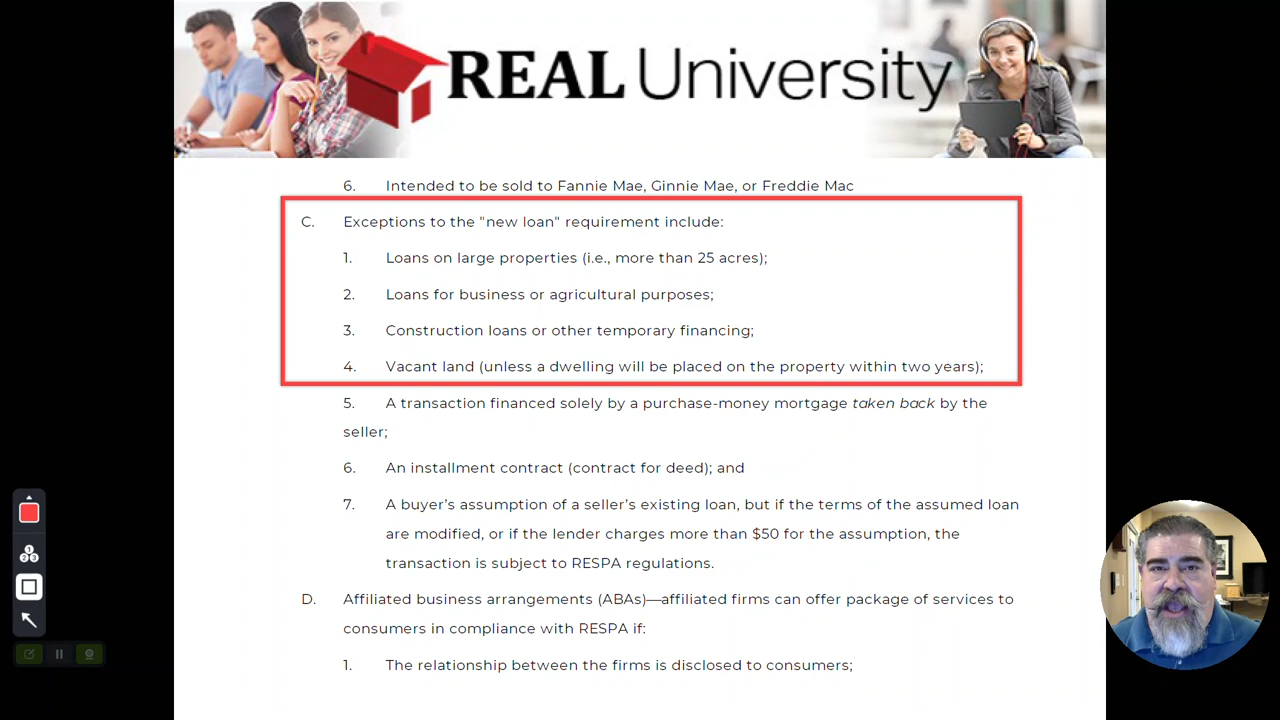 REAL University
6. Intended to be sold to Fannie Mae, Ginnie Mae, or Freddie Mac
C. Exceptions to the "new loan" requirement include:
1. Loans on large properties (i.e., more than 25 acres);
2. Loans for business or agricultural purposes;
3. Construction loans or other temporary financing;
4. Vacant land (unless a dwelling will be placed on the property within two years);
5. A transaction financed solely by a purchase-money mortgage taken back by the
seller;
6. An installment contract (contract for deed); and
7. A buyer’s assumption of a seller’s existing loan, but if the terms of the assumed loan
are modified, or if the lender charges more than $50 for the assumption, the
transaction is subject to RESPA regulations.
D. Affiliated business arrangements (ABAs)—affiliated firms can offer package of services to
consumers in compliance with RESPA if:
1. The relationship between the firms is disclosed to consumers;